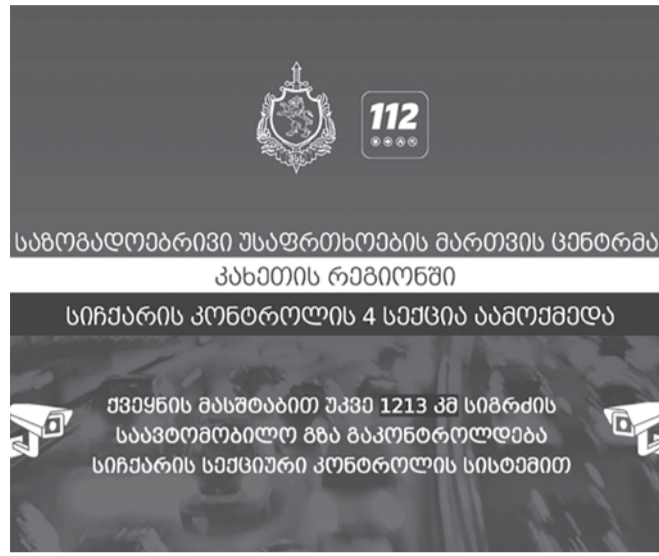 112
შსს
საზოგადოებრივი უსაფრთხოების მართვის ცენტრმა
კახეთის რეგიონში
სიჩქარის კონტროლის 4 სექცია აამოქმედა
ქვეყნის მასშტაბით უკვე 1213 კმ სიგრძის
საავტომობილო გზა გაკონტროლდება
სიჩქარის სექციური კონტროლის სისტემით